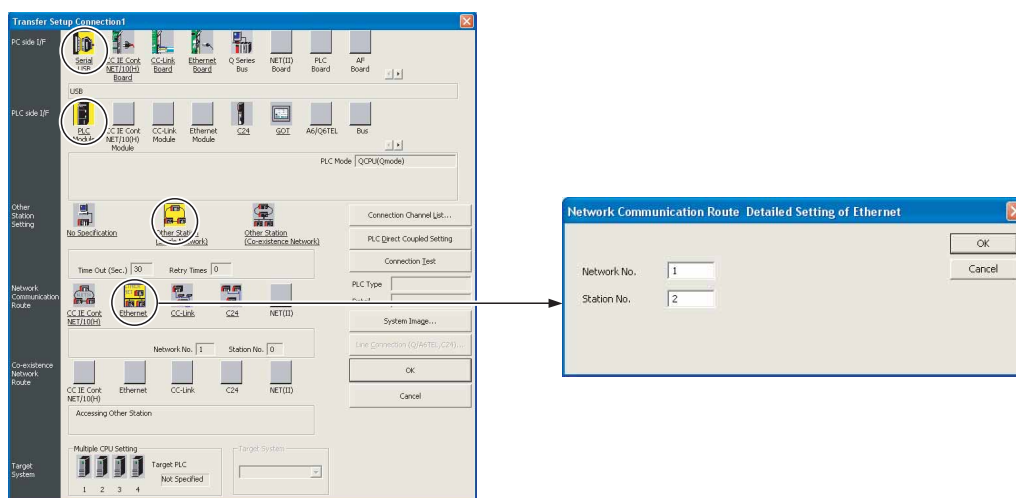 Transfer Setup Connection1
PC side I/F
Serial
USB
CC IE Cont
NET/10(H)
Board
CC-Link
Board
Ethernet
Board
Q Series
Bus
NET(II)
Board
PLC
Board
AF
Board
USB
PLC side I/F
PLC
Module
CC IE Cont
NET/10(H)
Module
CC-Link
Module
Ethernet
Module
C24
GOT
A6/Q6TEL
Bus
PLC Mode QCPU(Qmode)
Other
Station
Setting
No Specification
Other Station
Other Station
(Co-existence Network)
Connection Channel List...
PLC Direct Coupled Setting
Connection Test
Time Out (Sec.) 30 Retry Times 0
PLC Type
Network
Communication
Route
CC IE Cont
NET/10(H)
Ethernet
CC-Link
C24
NET(II)
System Image...
Line Connection (Q/A6TEL,C24)...
Network No. 1 Station No. 0
OK
Cancel
Co-existence
Network
Route
CC IE Cont
NET/10(H)
Ethernet
CC-Link
C24
NET(II)
Accessing Other Station
Target
System
Multiple CPU Setting
1 2 3 4
Target PLC
Not Specified
Target System
Network Communication Route Detailed Setting of Ethernet
Network No. 1
Station No. 2
OK
Cancel